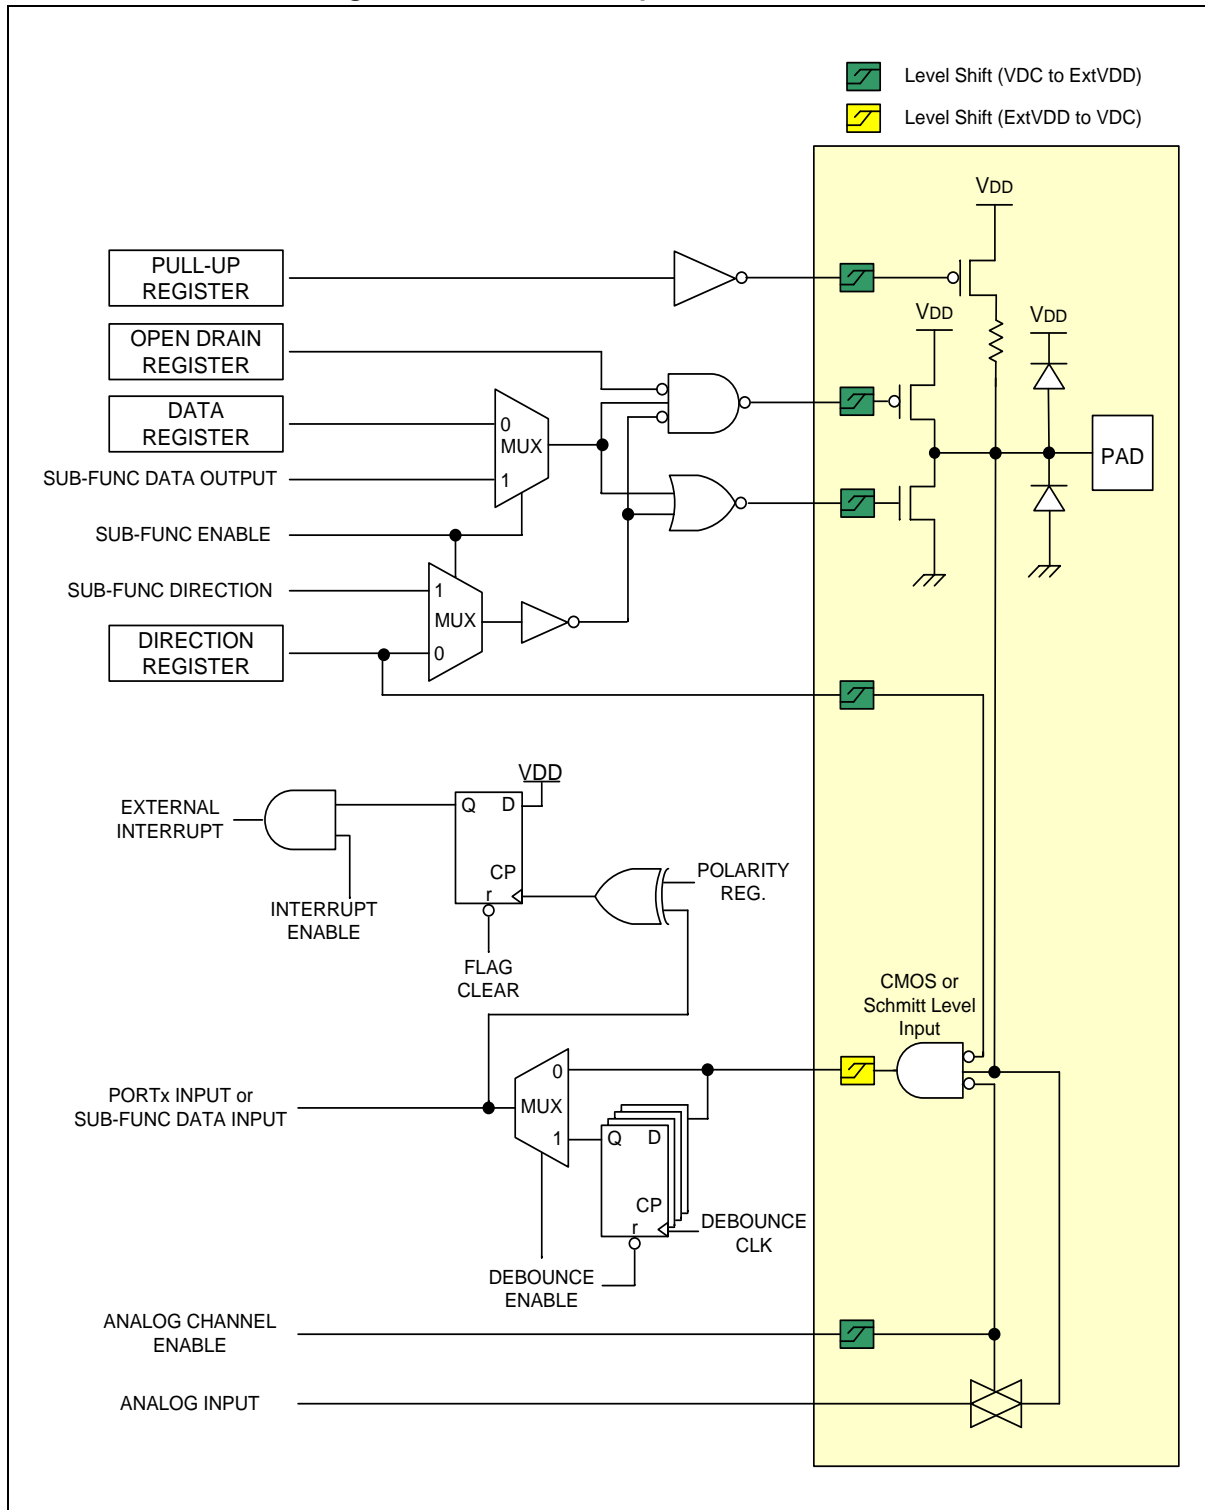 Level Shift (VDC to ExtVDD)
Level Shift (ExtVDD to VDC)
VDD
PULL-UP
REGISTER
VDD
VDD
OPEN DRAIN
REGISTER
DATA
REGISTER
0
MUX
1
PAD
SUB-FUNC DATA OUTPUT
SUB-FUNC ENABLE
SUB-FUNC DIRECTION
1
MUX
0
DIRECTION
REGISTER
VDD
EXTERNAL
INTERRUPT
Q D
CP
r
POLARITY
REG.
INTERRUPT
ENABLE
FLAG
CLEAR
CMOS or
Schmitt Level
Input
PORTx INPUT or
SUB-FUNC DATA INPUT
0
MUX
1
Q D
CP
r
DEBOUNCE
CLK
DEBOUNCE
ENABLE
ANALOG CHANNEL
ENABLE
ANALOG INPUT